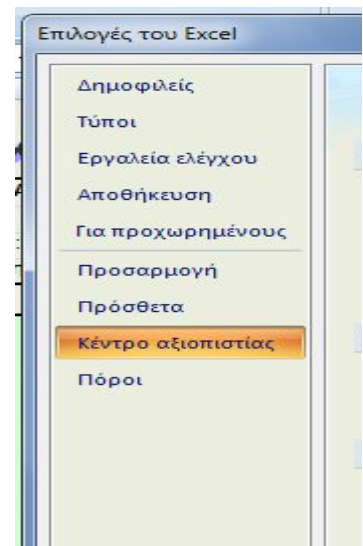 Επιλογές του Excel
Δημοφιλείς
Τύποι
Εργαλεία ελέγχου
Αποθήκευση
Για προχωρημένους
Προσαρμογή
Πρόσθετα
Κέντρο αξιοπιστίας
Πόροι